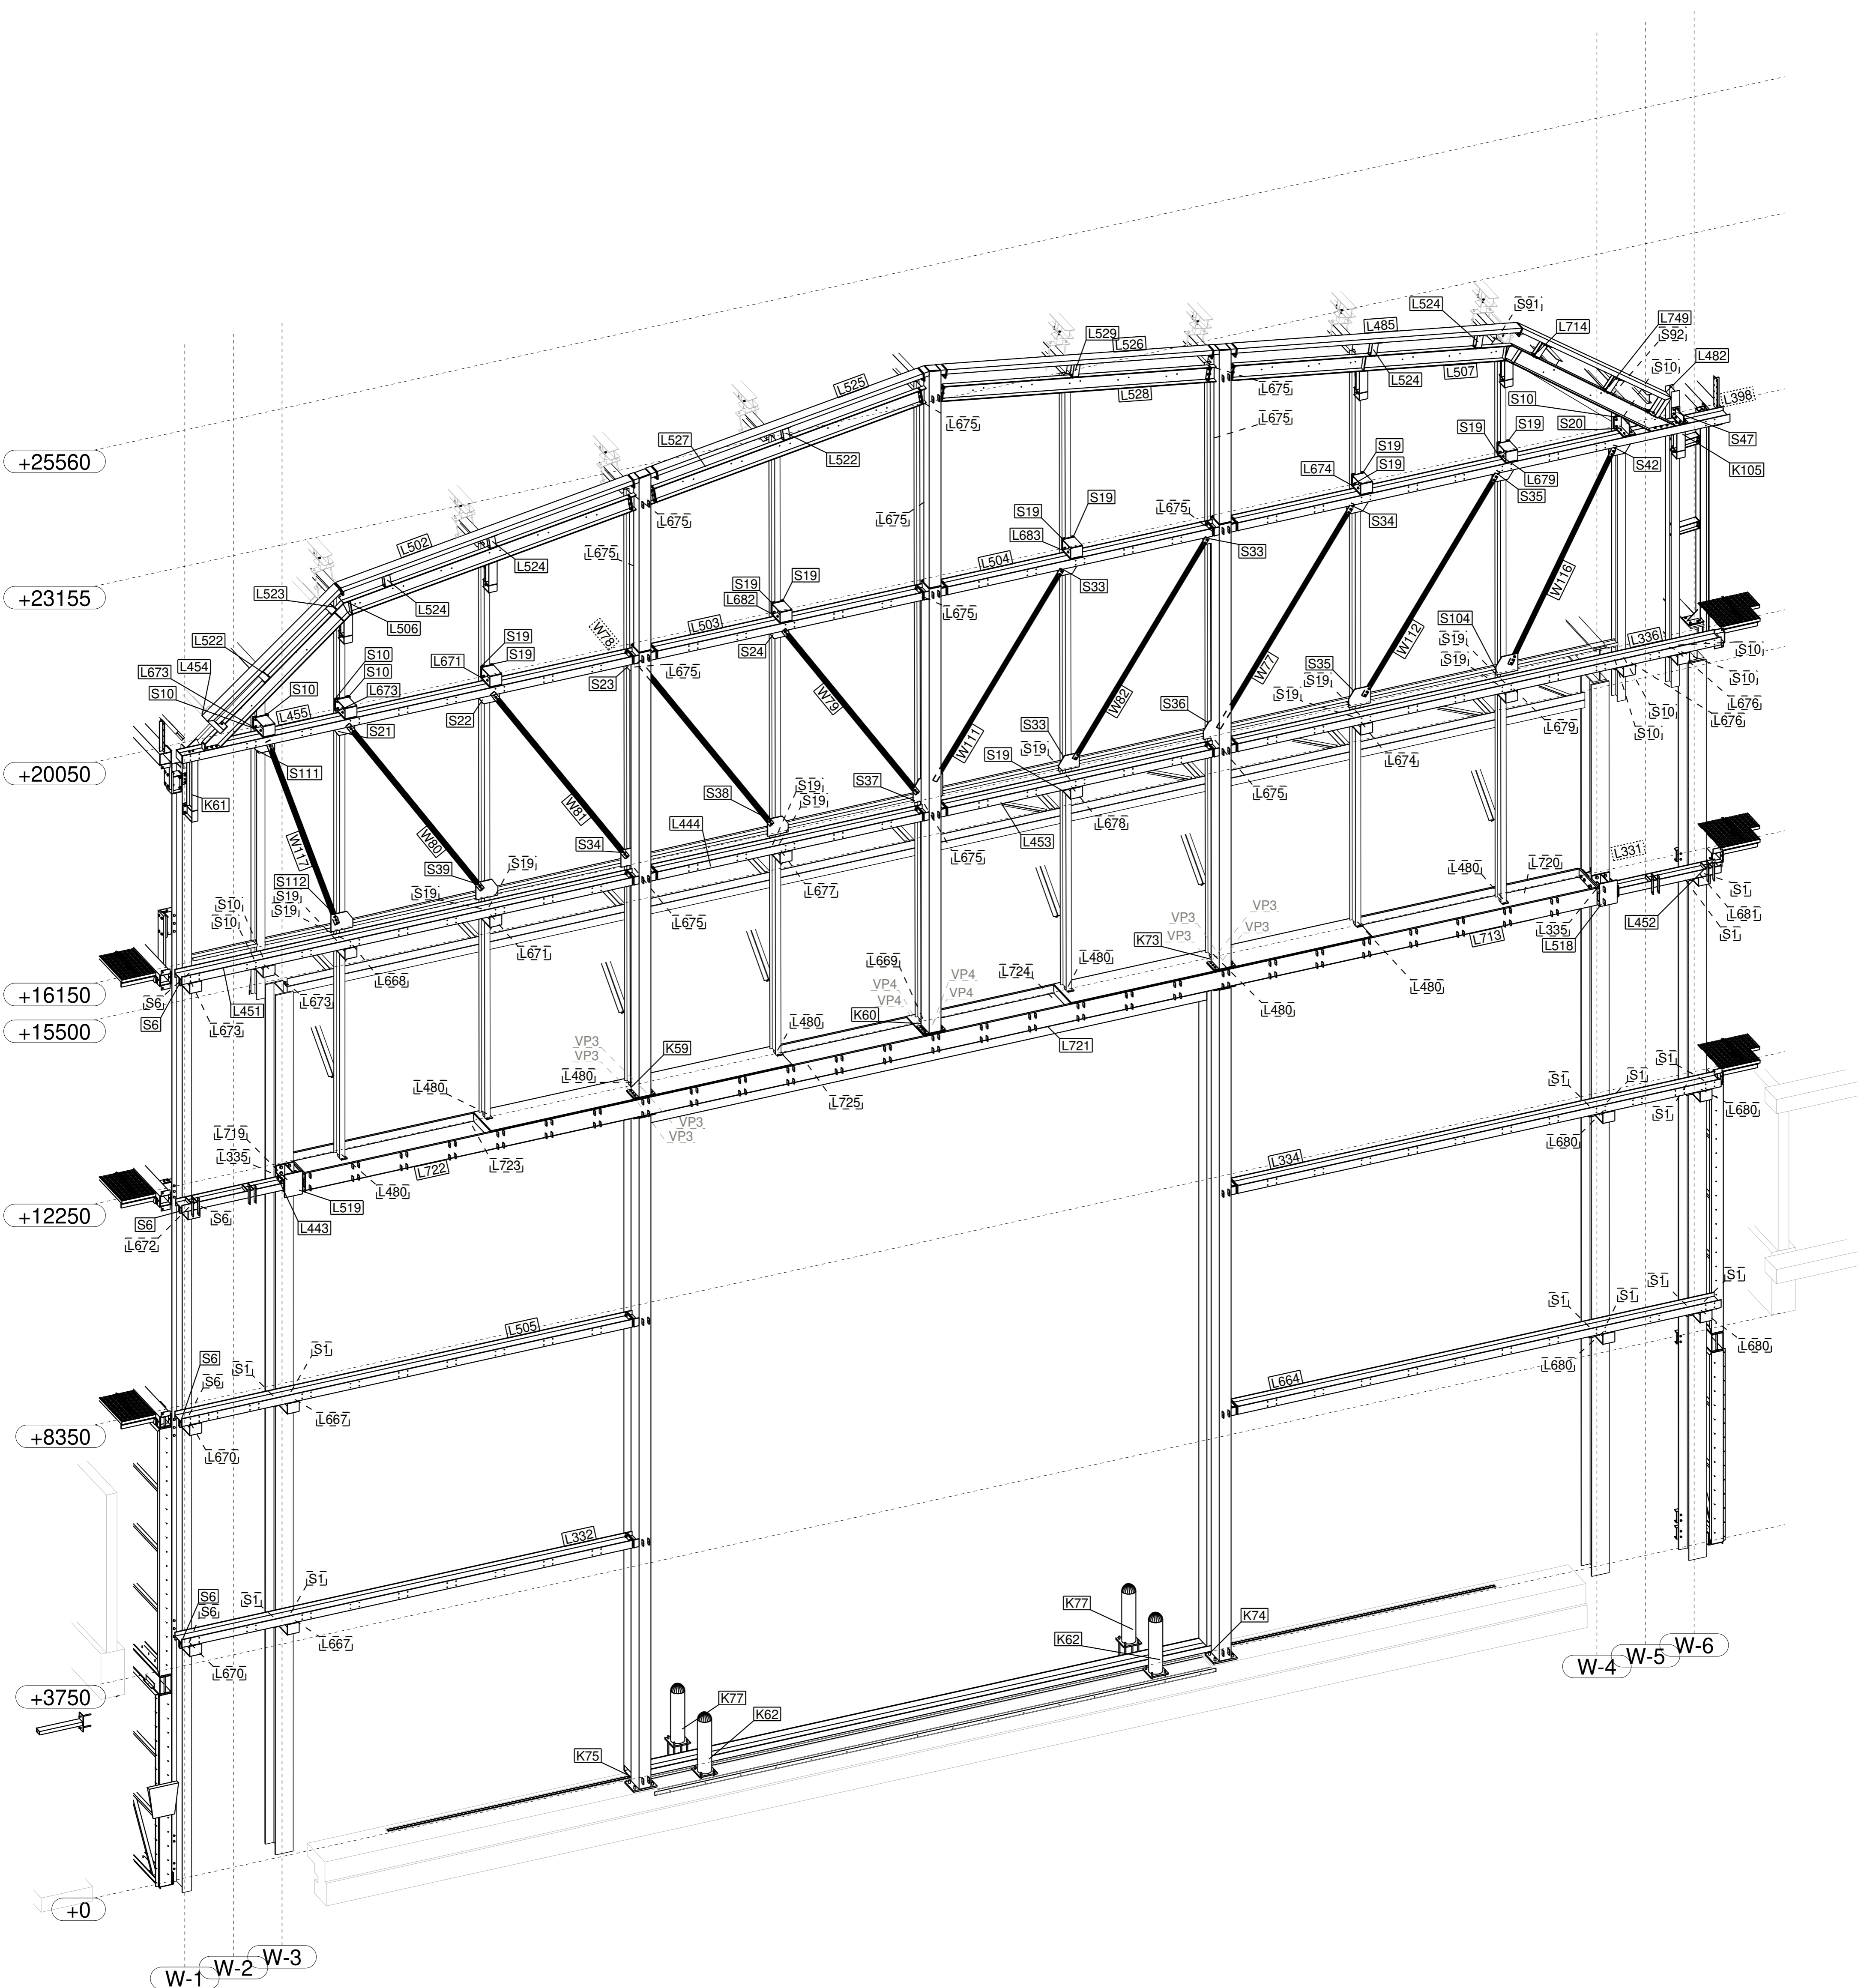 L524
S91
L529
L526
L485
L714
L749
S92
L525
L482
S10
L507
L524
L675
L528
L398
S10
L527
L675
L675
S19
S19
S20
S47
+25560
L522
S19
S42
L674
S19
L679
K105
S19
S35
L502
L675
S19
L675
L675
S34
L675
L683
L524
L504
S33
W116
L523
S19
S33
+23155
L524
S19
L682
L675
L506
W78
L503
W112
S104
L336
L522
S19
S24
S19
S10
W77
S19
L673
L454
S10
L671
S19
L675
S35
S10
S10
L673
S23
W79
W82
S19
S10
L676
S10
L455
S22
S36
S19
S10
L676
S21
W111
S33
L679
S111
S19
S19
L674
+20050
S37
S19
L675
K61
S38
S19
L444
L678
W81
L453
L331
W117
W80
S34
L675
L480
L720
S39
S19
L677
S1
S112
S19
L681
S19
S10
S19
L675
VP3
L335
L452
S1
S10
VP3
L713
L518
K73
VP3
L671
L669
L724
L480
L668
VP4
VP4
L480
+16150
S6
L451
L673
VP4
VP4
L480
S6
L673
K60
+15500
L480
VP3
K59
L721
VP3
S1
L480
L480
S1
S1
L725
L680
VP3
S1
L719
VP3
L680
L335
L723
L334
L722
L480
L519
+12250
S6
S6
L443
L672
S1
S1
S1
S1
L505
L680
S1
L680
S6
S1
S6
L664
L667
+8350
L670
L332
S1
S6
S1
S6
K77
K74
L667
K62
W-6
L670
W-5
W-4
+3750
K77
K62
K75
+0
W-3
W-2
W-1